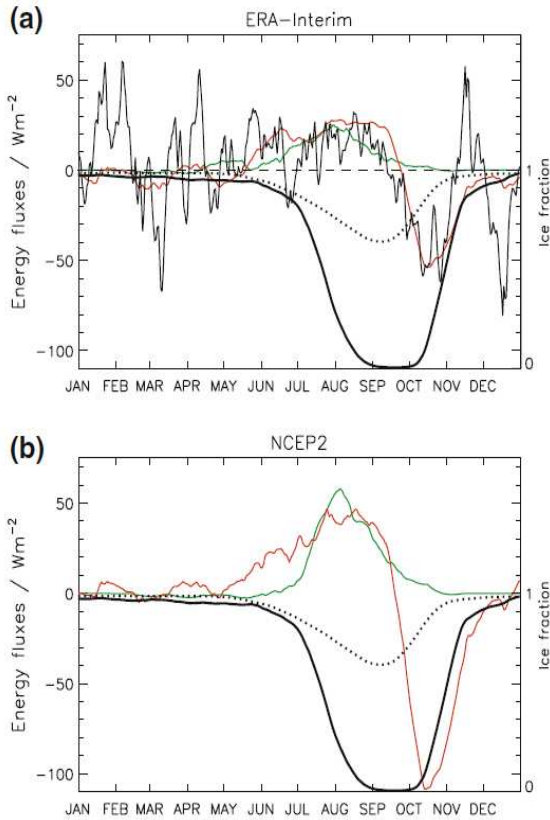 (a)
ERA-Interim
Energy fluxes / Wm⁻²
50
0
-50
-100
1
0
Ice fraction
JAN FEB MAR APR MAY JUN JUL AUG SEP OCT NOV DEC
(b)
NCEP2
Energy fluxes / Wm⁻²
50
0
-50
-100
1
0
Ice fraction
JAN FEB MAR APR MAY JUN JUL AUG SEP OCT NOV DEC